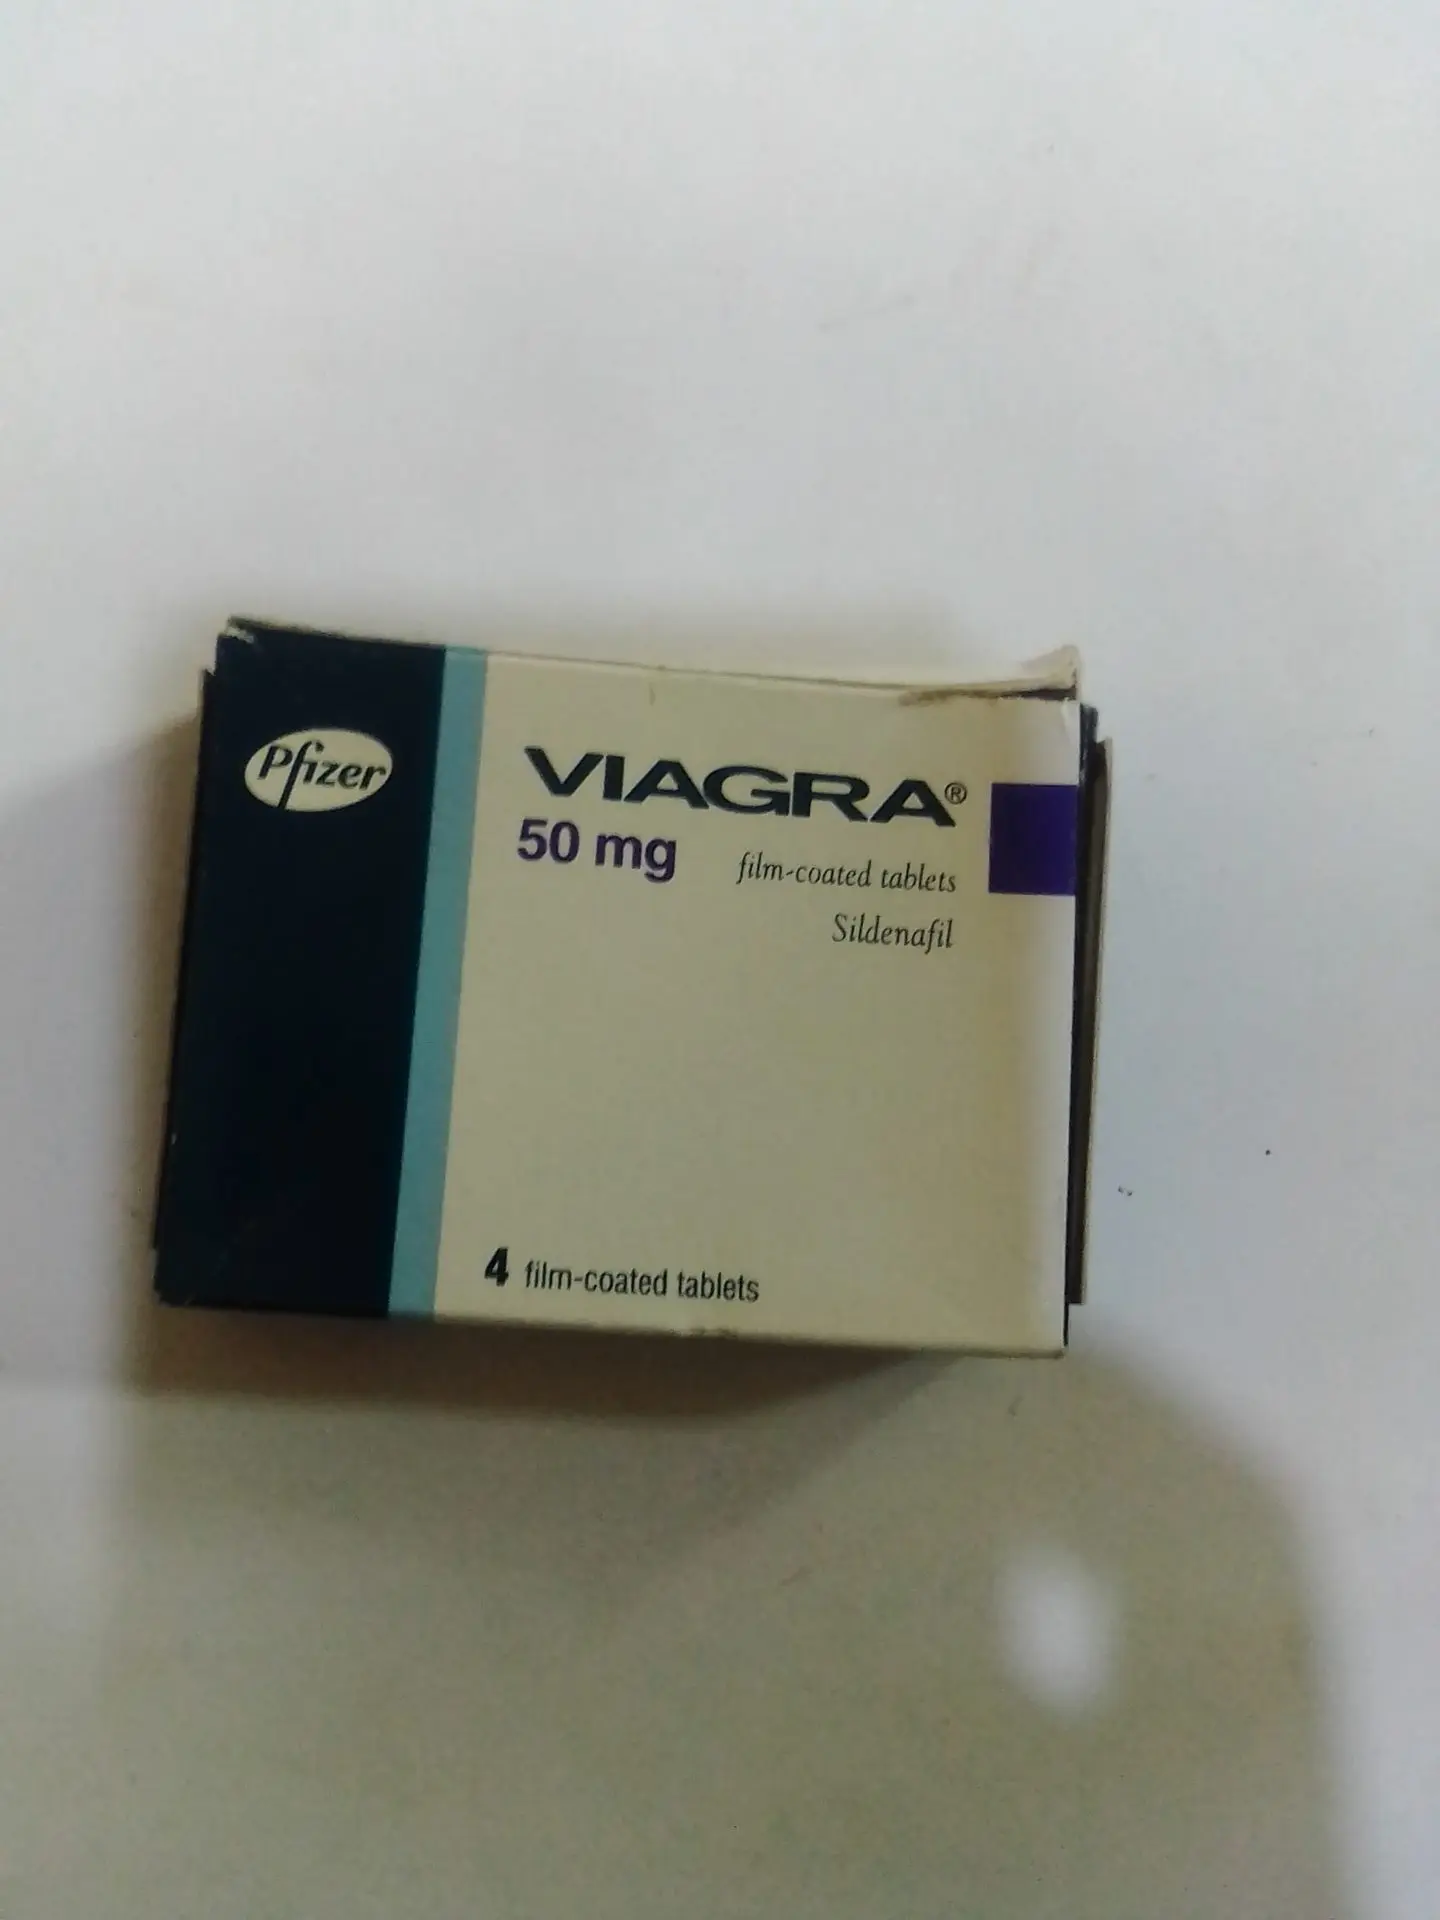 Pfizer
VIAGRA®
50 mg
film-coated tablets
Sildenafil
4 film-coated tablets